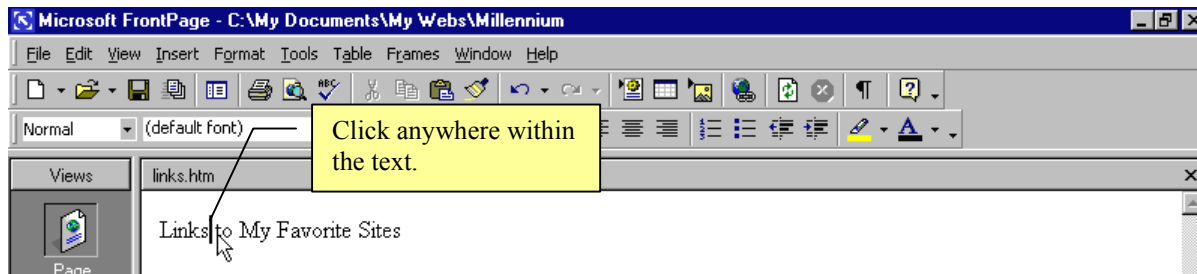 Microsoft FrontPage - C:\My Documents\My Webs\Millennium
File Edit View Insert Format Tools Table Frames Window Help
ABC
Normal (default font)
Click anywhere within
the text.
Views links.htm
Links to My Favorite Sites
Page